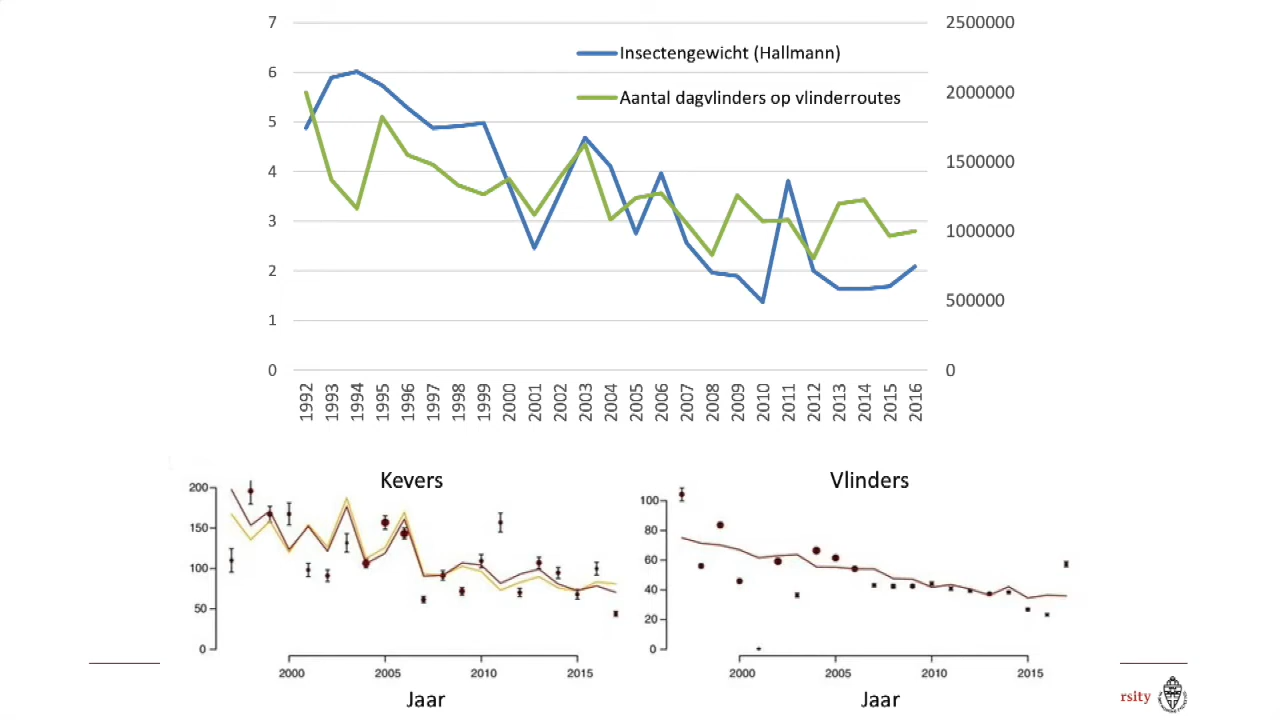 7 2500000
Insectengewicht (Hallmann)
6
2000000
Aantal dagvlinders op vlinderroutes
5
1500000
4
3
1000000
2
500000
1
0 0
1992 1993 1994 1995 1996 1997 1998 1999 2000 2001 2002 2003 2004 2005 2006 2007 2008 2009 2010 2011 2012 2013 2014 2015 2016
Kevers
200
150
100
50
0
2000 2005 2010 2015
Jaar
Vlinders
100
80
60
40
20
0
2000 2005 2010 2015
Jaar
rsity